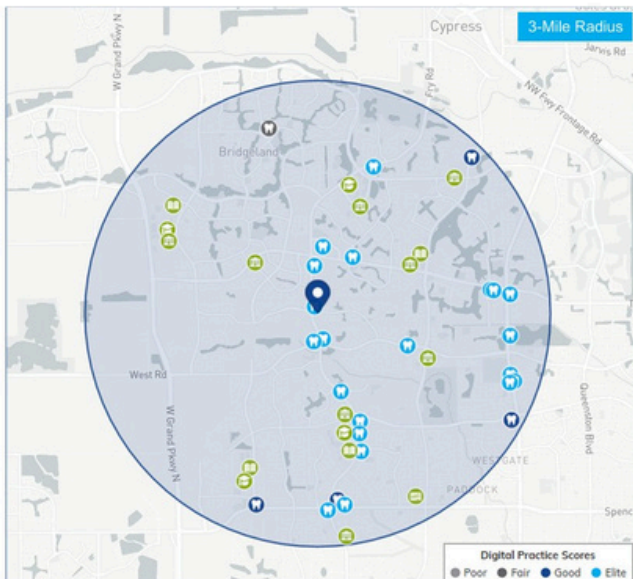 3-Mile Radius
Cypress
Jarvis Rd
W Grand Pkwy N
Fry Rd
NW Fwy Frontage Rd
Bridgeland
West Rd
W Grand Pkwy N
Queenston Blvd
WESTGATE
PADDOCK
Spenc
Digital Practice Scores
Poor Fair Good Elite